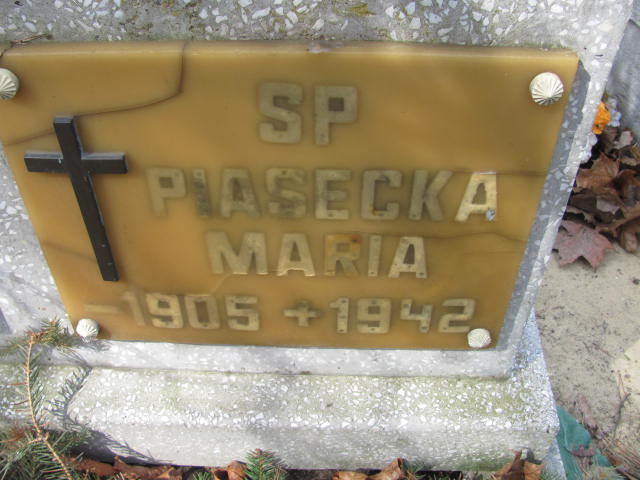 SP
PIASECKA
MARIA
- 1905 + 1942